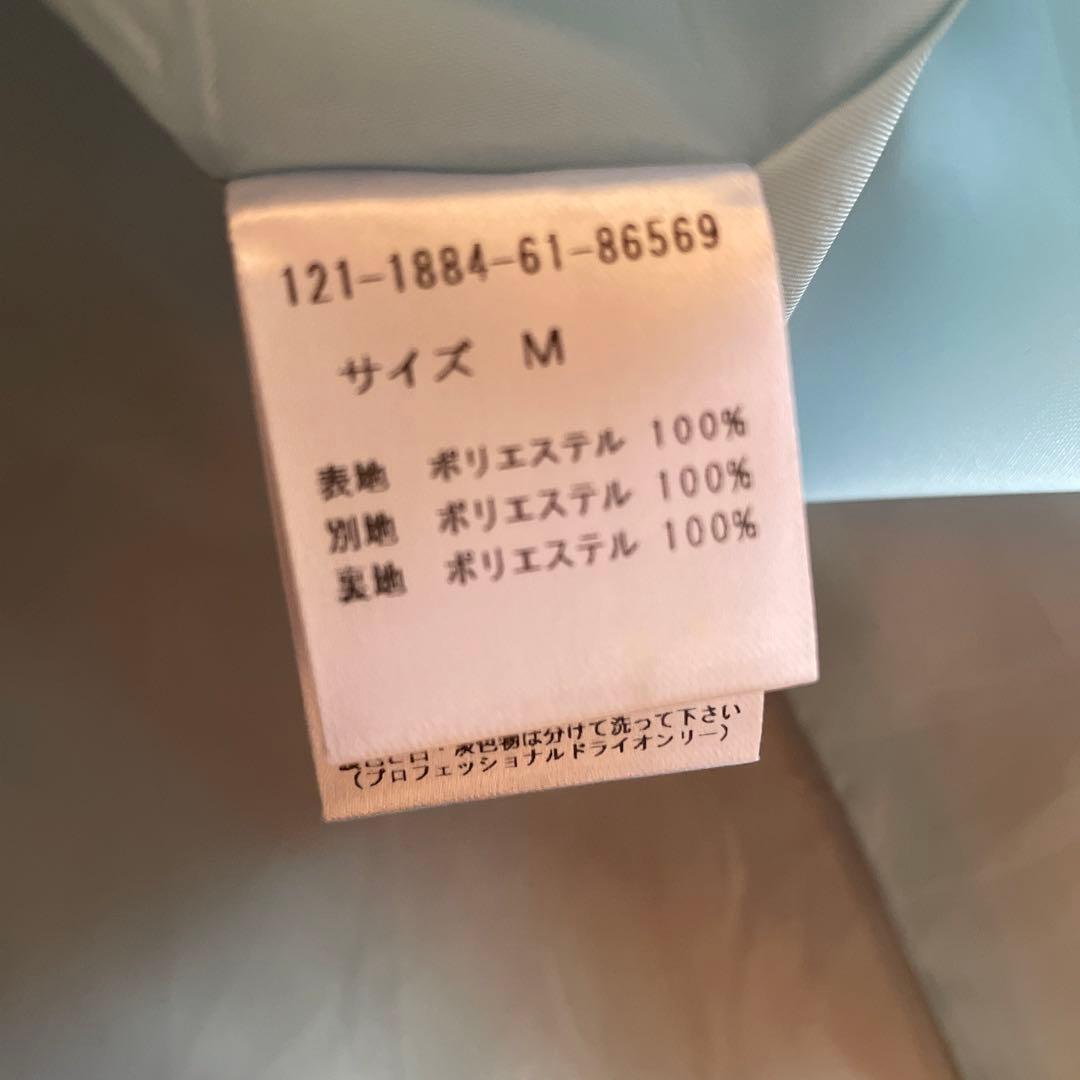 121-1884-61-86569
サイズ M
表地 ポリエステル 100%
別地 ポリエステル 100%
裏地 ポリエステル 100%
淡色物は分けて洗って下さい
(プロフェッショナルドライオンリー)